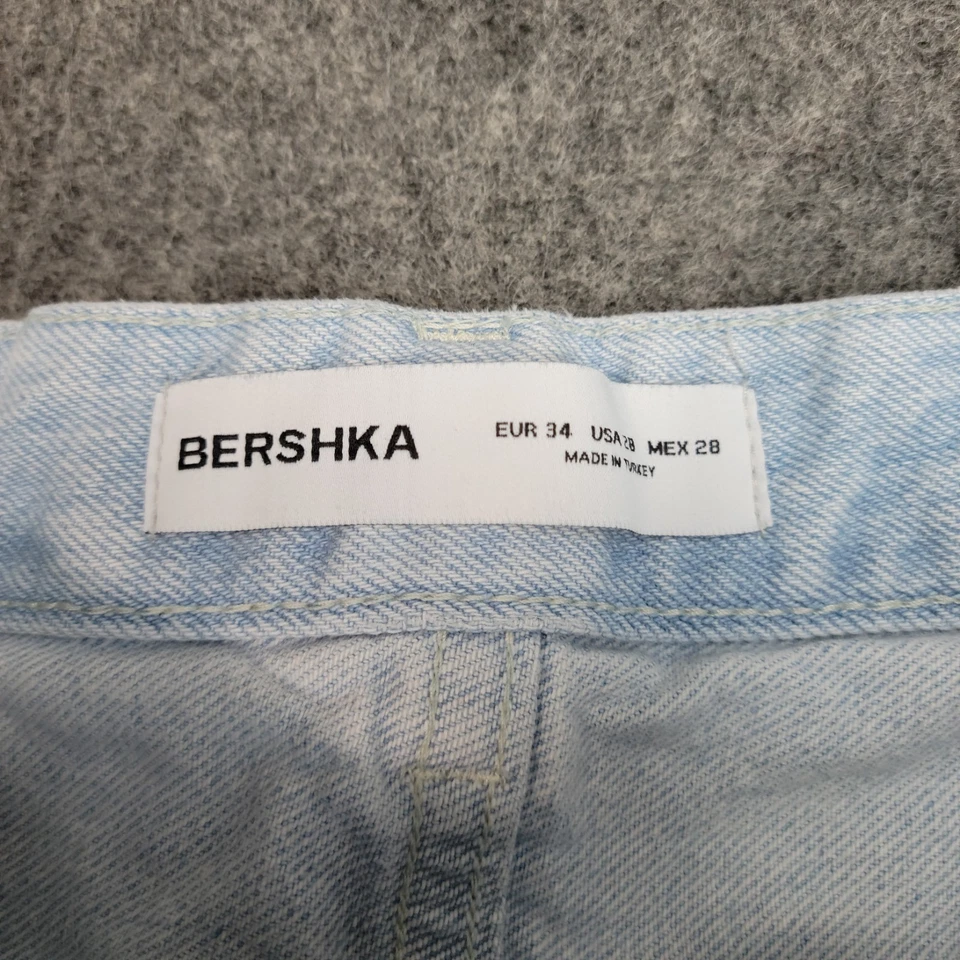 BERSHKA
EUR 34 USA 28 MEX 28
MADE IN TURKEY